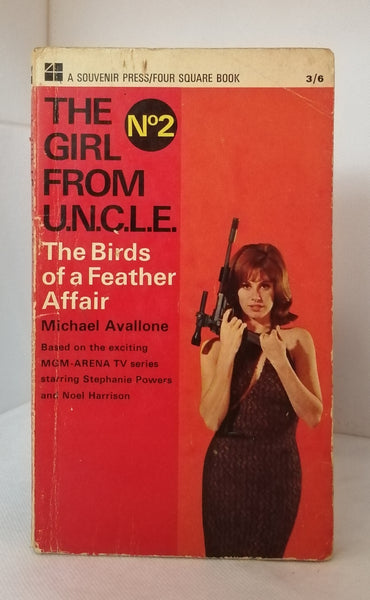 A SOUVENIR PRESS/FOUR SQUARE BOOK 3/6
THE
GIRL
FROM
U.N.C.L.E.
Nº2
The Birds
of a Feather
Affair
Michael Avallone
Based on the exciting
MGM-ARENA TV series
starring Stephanie Powers
and Noel Harrison